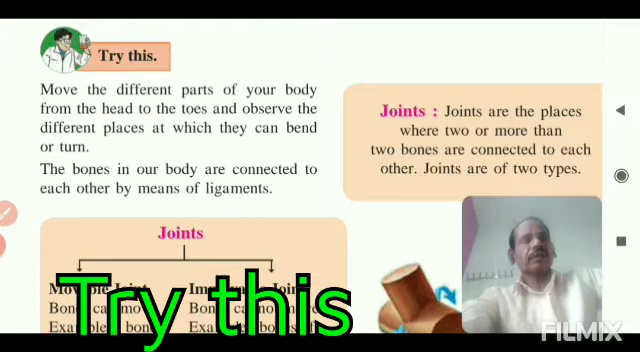 Try this.
Move the different parts of your body
from the head to the toes and observe the
different places at which they can bend
or turn.
The bones in our body are connected to
each other by means of ligaments.
Joints : Joints are the places
where two or more than
two bones are connected to each
other. Joints are of two types.
Joints
Try this
FILMIX